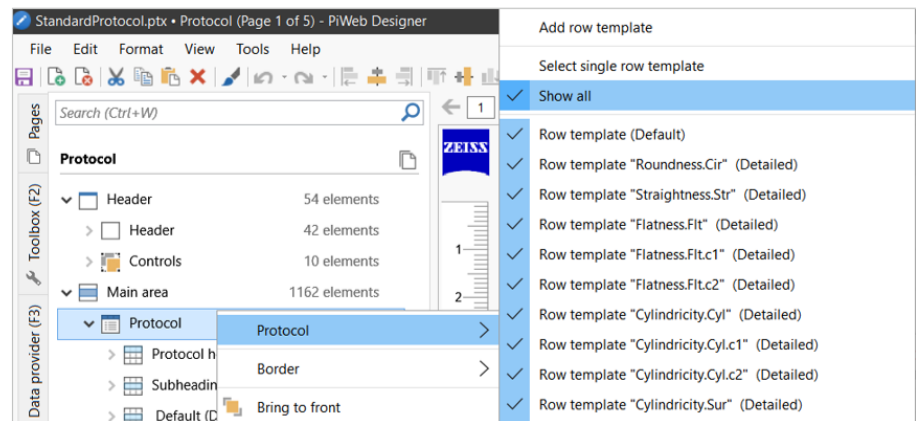 StandardProtocol.ptx • Protocol (Page 1 of 5) - PiWeb Designer
File Edit Format View Tools Help
Pages
Toolbox (F2)
Data provider (F3)
Search (Ctrl+W)
Protocol
Header 54 elements
Header 42 elements
Controls 10 elements
Main area 1162 elements
Protocol
Protocol h
Subheadin
Default (D
1
ZEISS
1
2
Protocol
Border
Bring to front
Add row template
Select single row template
Show all
Row template (Default)
Row template "Roundness.Cir" (Detailed)
Row template "Straightness.Str" (Detailed)
Row template "Flatness.Flt" (Detailed)
Row template "Flatness.Flt.c1" (Detailed)
Row template "Flatness.Flt.c2" (Detailed)
Row template "Cylindricity.Cyl" (Detailed)
Row template "Cylindricity.Cyl.c1" (Detailed)
Row template "Cylindricity.Cyl.c2" (Detailed)
Row template "Cylindricity.Sur" (Detailed)